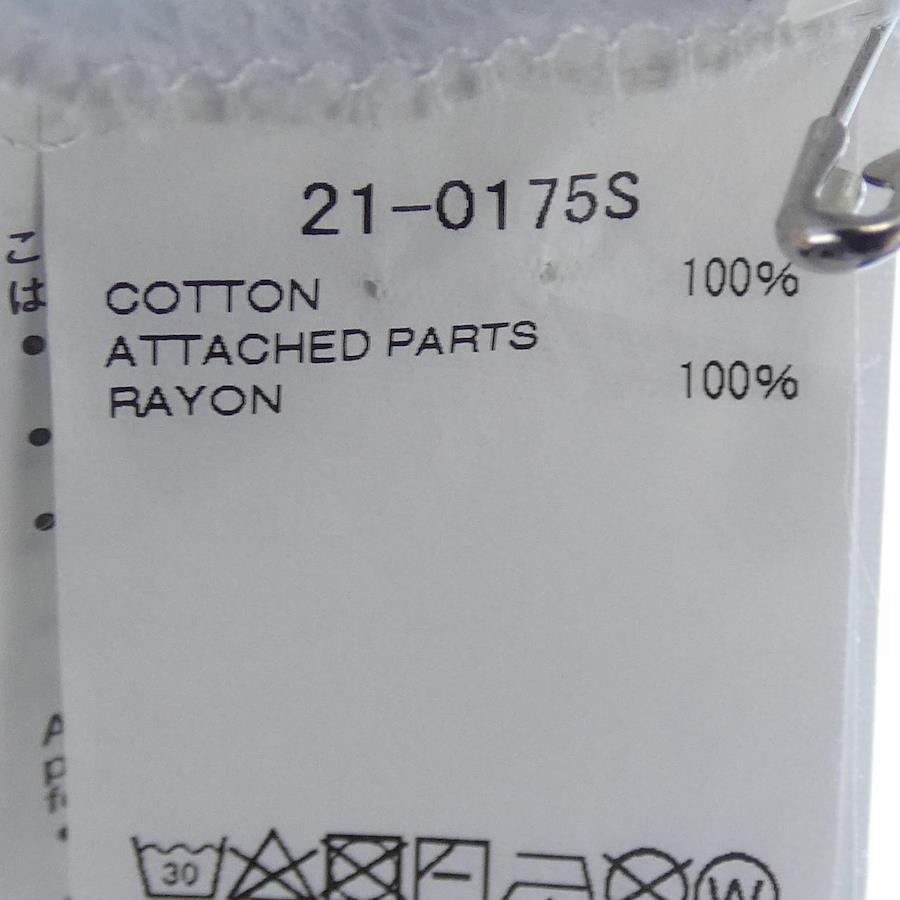 21-0175S
COTTON 100%
ATTACHED PARTS
RAYON 100%
30
W
こ
は